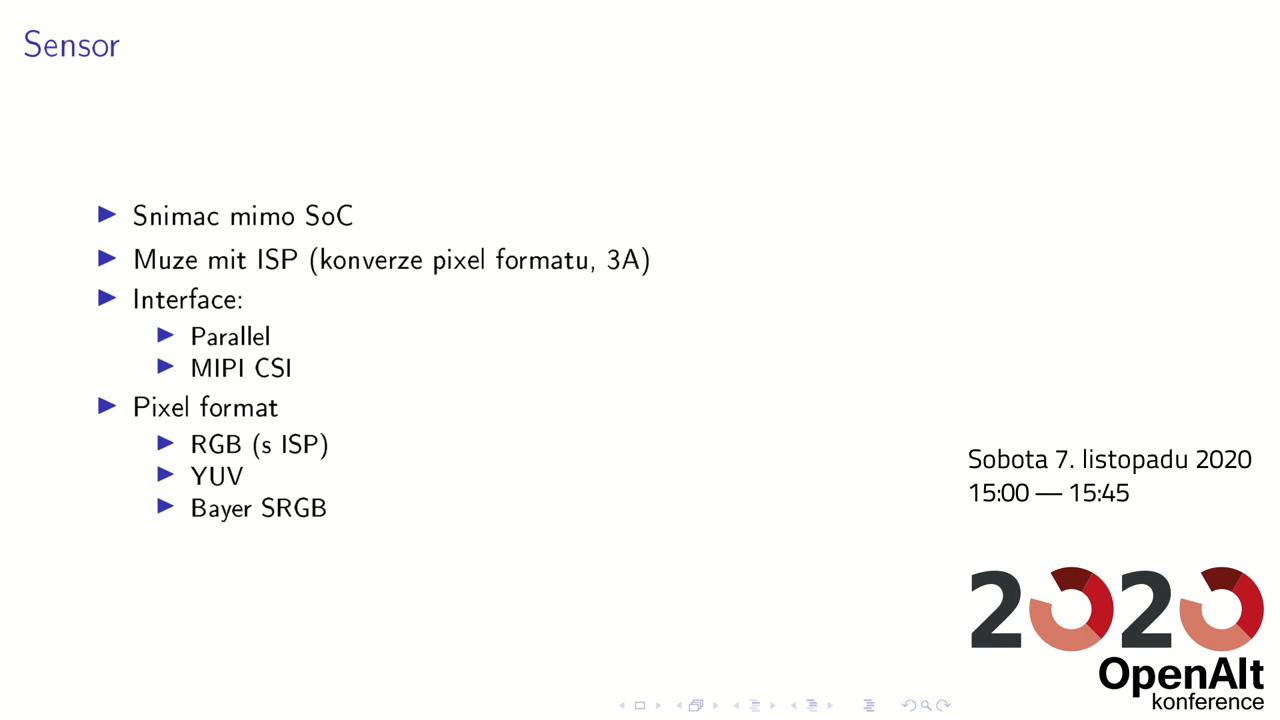 Sensor
Snimac mimo SoC
Muze mit ISP (konverze pixel formatu, 3A)
Interface:
Parallel
MIPI CSI
Pixel format
RGB (s ISP)
YUV
Bayer SRGB
Sobota 7. listopadu 2020
15:00 — 15:45
2020
OpenAlt
konference